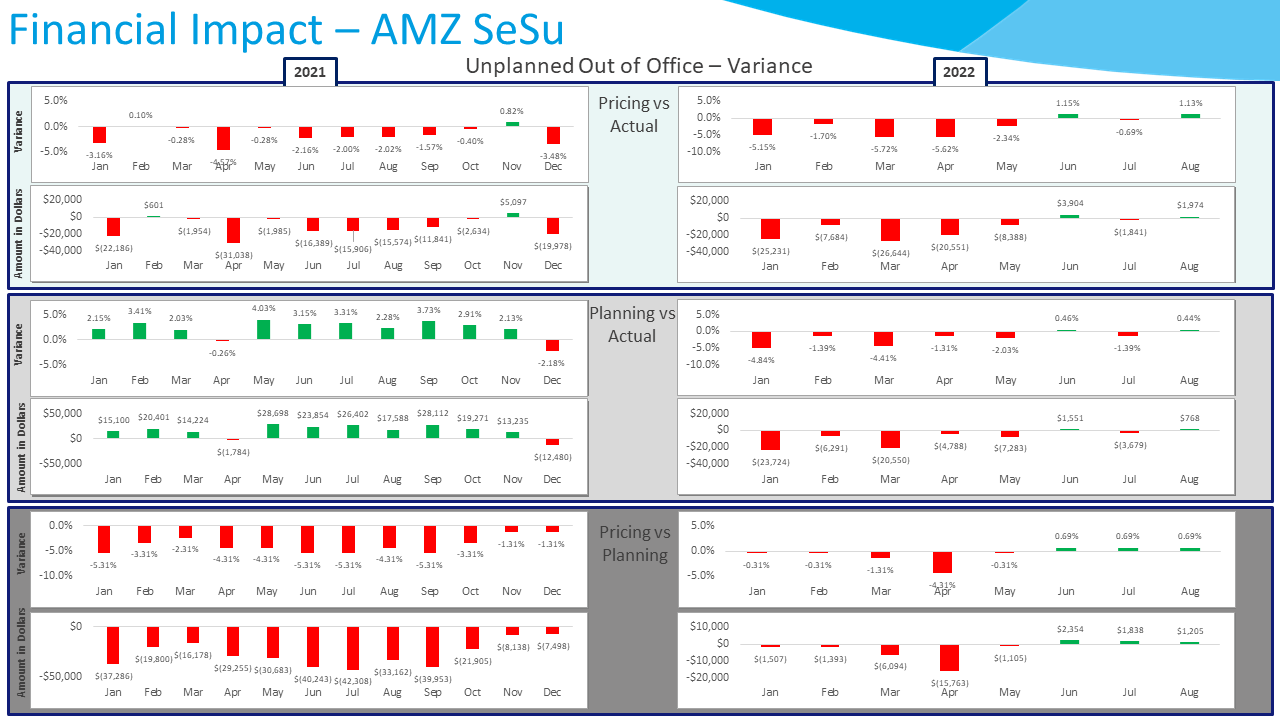 Financial Impact – AMZ SeSu
Unplanned Out of Office – Variance
2021
2022
Pricing vs
Actual
Variance
5.0%
0.0%
-5.0%
-3.16% 0.10% -0.28% -4.57% -0.28% -2.16% -2.00% -2.02% -1.57% -0.40% 0.82% -3.48%
Jan Feb Mar Apr May Jun Jul Aug Sep Oct Nov Dec
5.0%
0.0%
-5.0%
-10.0%
-5.15% -1.70% -5.72% -5.62% -2.34% 1.15% -0.69% 1.13%
Jan Feb Mar Apr May Jun Jul Aug
Amount in Dollars
$20,000
$0
-$20,000
-$40,000
$(22,186) $601 $(1,954) $(31,038) $(1,985) $(16,389) $(15,906) $(15,574) $(11,841) $(2,634) $5,097 $(19,978)
Jan Feb Mar Apr May Jun Jul Aug Sep Oct Nov Dec
$20,000
$0
-$20,000
-$40,000
$(25,231) $(7,684) $(26,644) $(20,551) $(8,388) $3,904 $(1,841) $1,974
Jan Feb Mar Apr May Jun Jul Aug
Planning vs
Actual
Variance
5.0%
0.0%
-5.0%
2.15% 3.41% 2.03% -0.26% 4.03% 3.15% 3.31% 2.28% 3.73% 2.91% 2.13% -2.18%
Jan Feb Mar Apr May Jun Jul Aug Sep Oct Nov Dec
5.0%
0.0%
-5.0%
-10.0%
-4.84% -1.39% -4.41% -1.31% -2.03% 0.46% -1.39% 0.44%
Jan Feb Mar Apr May Jun Jul Aug
Amount in Dollars
$50,000
$0
-$50,000
$15,100 $20,401 $14,224 $(1,784) $28,698 $23,854 $26,402 $17,588 $28,112 $19,271 $13,235 $(12,480)
Jan Feb Mar Apr May Jun Jul Aug Sep Oct Nov Dec
$20,000
$0
-$20,000
-$40,000
$(23,724) $(6,291) $(20,550) $(4,788) $(7,283) $1,551 $(3,679) $768
Jan Feb Mar Apr May Jun Jul Aug
Pricing vs
Planning
Variance
0.0%
-5.0%
-10.0%
-5.31% -3.31% -2.31% -4.31% -4.31% -5.31% -5.31% -4.31% -5.31% -3.31% -1.31% -1.31%
Jan Feb Mar Apr May Jun Jul Aug Sep Oct Nov Dec
5.0%
0.0%
-5.0%
-0.31% -0.31% -1.31% -4.31% -0.31% 0.69% 0.69% 0.69%
Jan Feb Mar Apr May Jun Jul Aug
Amount in Dollars
$0
-$50,000
$(37,286) $(19,800) $(16,178) $(29,255) $(30,683) $(40,243) $(42,308) $(33,162) $(39,953) $(21,905) $(8,138) $(7,498)
Jan Feb Mar Apr May Jun Jul Aug Sep Oct Nov Dec
$10,000
$0
-$10,000
-$20,000
$(1,507) $(1,393) $(6,094) $(15,763) $(1,105) $2,354 $1,838 $1,205
Jan Feb Mar Apr May Jun Jul Aug